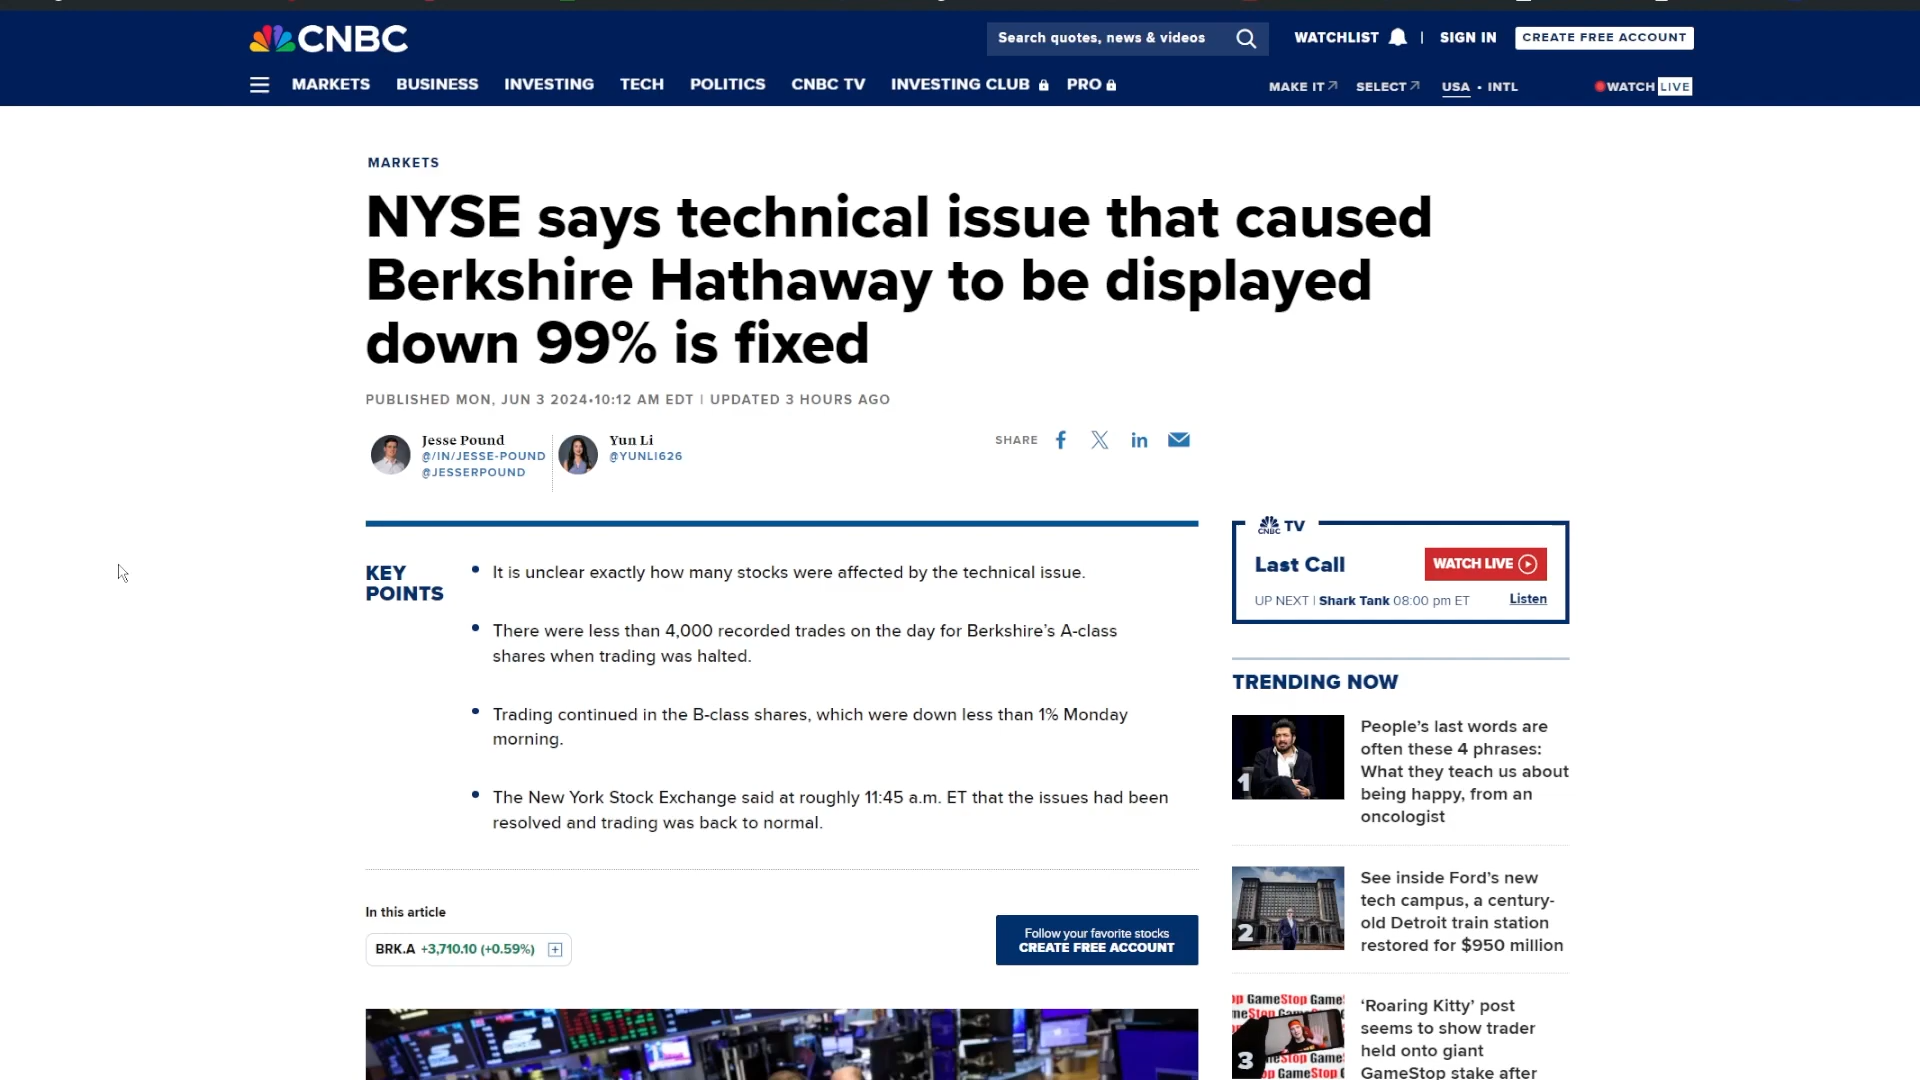 CNBC
Search quotes, news & videos
WATCHLIST | SIGN IN
CREATE FREE ACCOUNT
MARKETS BUSINESS INVESTING TECH POLITICS CNBC TV INVESTING CLUB PRO
MAKE IT SELECT USA • INTL
WATCH LIVE
MARKETS
NYSE says technical issue that caused
Berkshire Hathaway to be displayed
down 99% is fixed
PUBLISHED MON, JUN 3 2024•10:12 AM EDT | UPDATED 3 HOURS AGO
Jesse Pound
@/IN/JESSE-POUND
@JESSERPOUND
Yun Li
@YUNLI626
SHARE
KEY
POINTS
• It is unclear exactly how many stocks were affected by the technical issue.
• There were less than 4,000 recorded trades on the day for Berkshire’s A-class
shares when trading was halted.
• Trading continued in the B-class shares, which were down less than 1% Monday
morning.
• The New York Stock Exchange said at roughly 11:45 a.m. ET that the issues had been
resolved and trading was back to normal.
In this article
BRK.A +3,710.10 (+0.59%)
Follow your favorite stocks
CREATE FREE ACCOUNT
CNBC TV
Last Call
WATCH LIVE
UP NEXT | Shark Tank 08:00 pm ET
Listen
TRENDING NOW
1
People’s last words are
often these 4 phrases:
What they teach us about
being happy, from an
oncologist
2
See inside Ford’s new
tech campus, a century-
old Detroit train station
restored for $950 million
3
‘Roaring Kitty’ post
seems to show trader
held onto giant
GameStop stake after